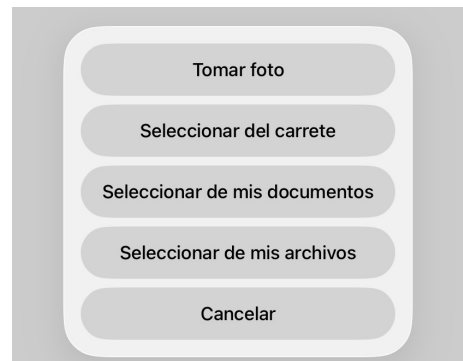 Tomar foto
Seleccionar del carrete
Seleccionar de mis documentos
Seleccionar de mis archivos
Cancelar